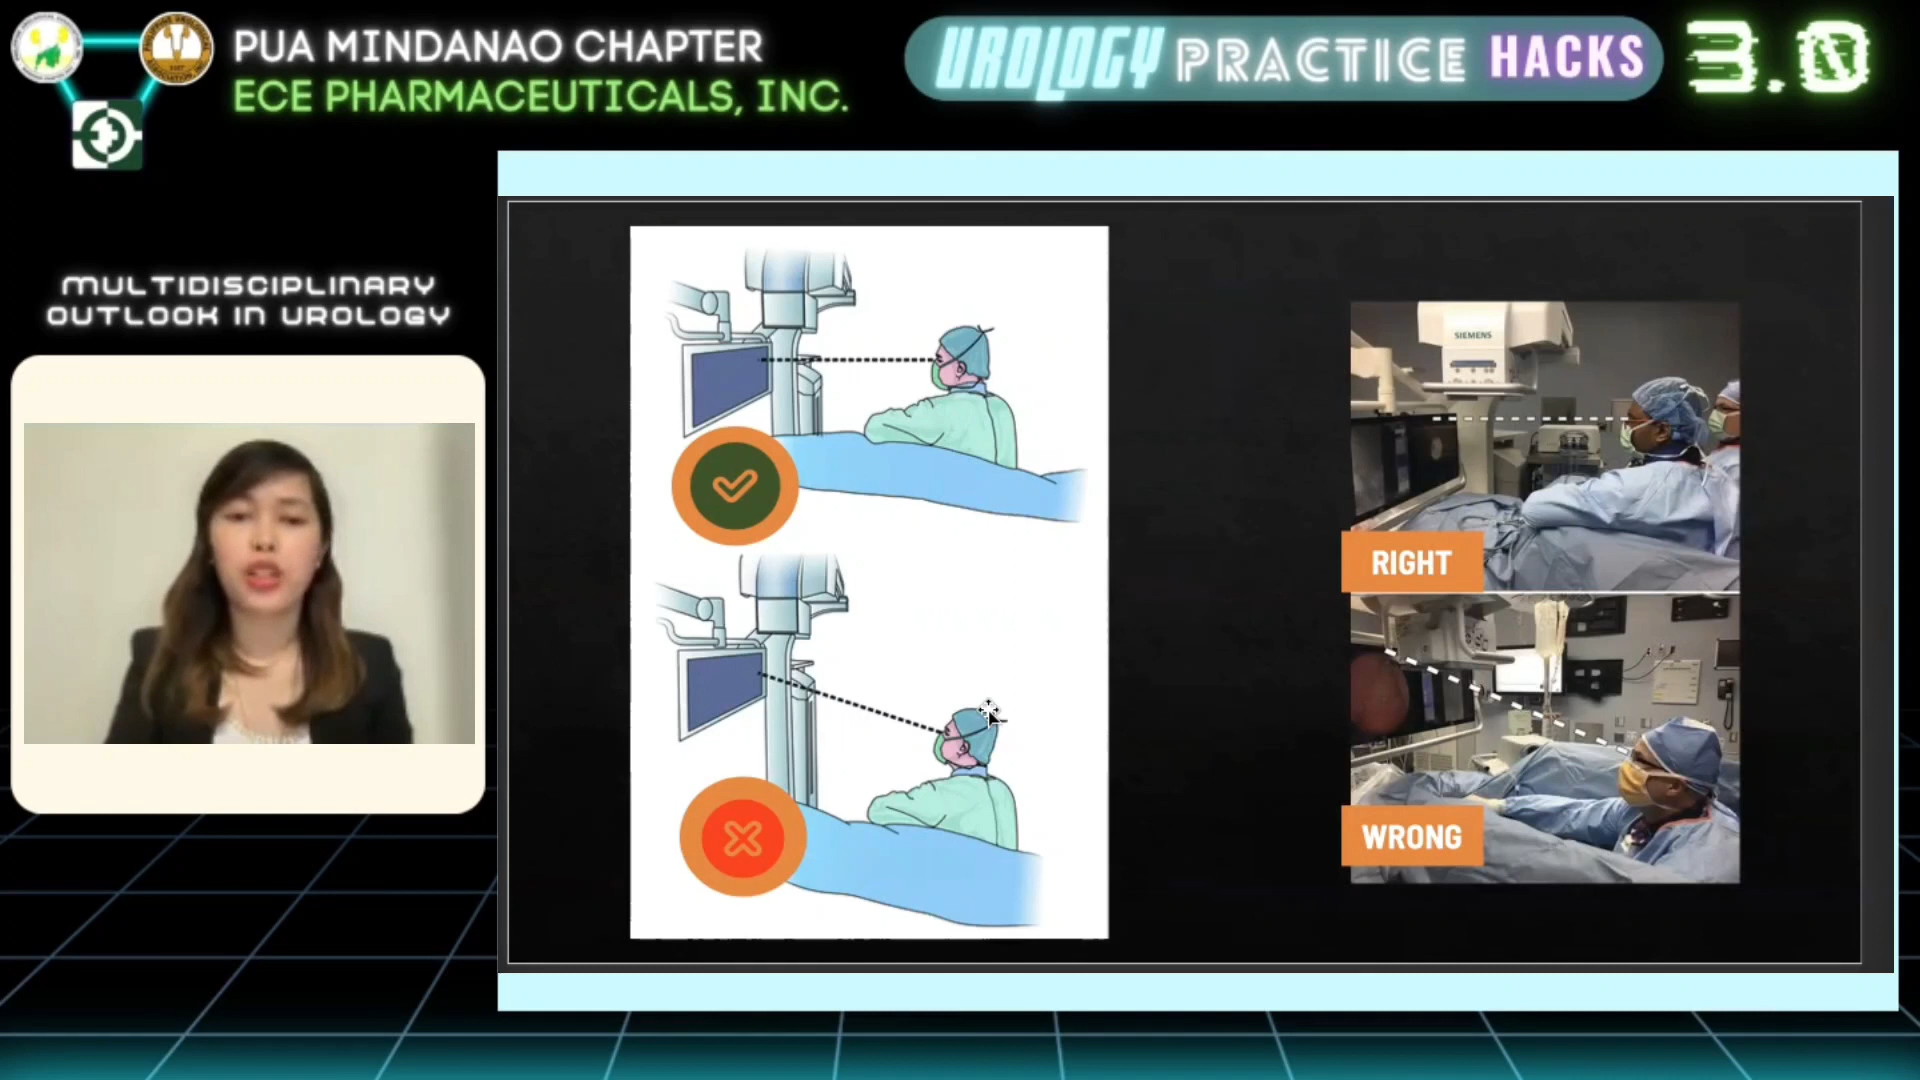 PUA MINDANAO CHAPTER
ECE PHARMACEUTICALS, INC.
UROLOGY PRACTICE HACKS 3.0
MULTIDISCIPLINARY
OUTLOOK IN UROLOGY
SIEMENS
RIGHT
WRONG